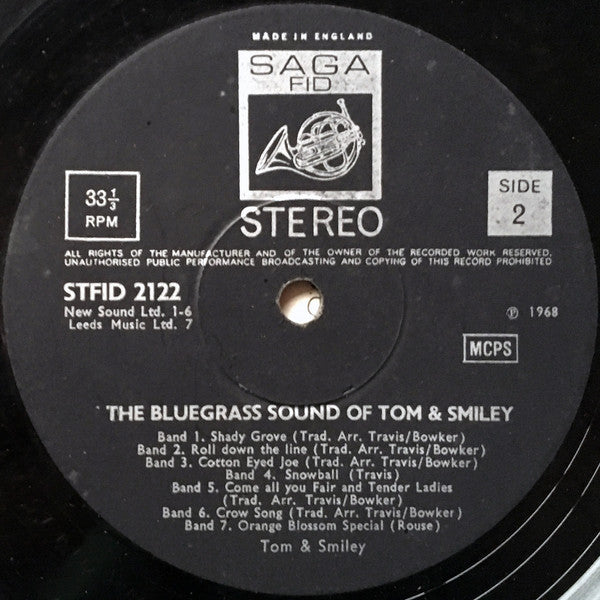 MADE IN ENGLAND
SAGA
FID
33⅓
RPM
SIDE
2
STEREO
ALL RIGHTS OF THE MANUFACTURER AND OF THE OWNER OF THE RECORDED WORK RESERVED.
UNAUTHORISED PUBLIC PERFORMANCE BROADCASTING AND COPYING OF THIS RECORD PROHIBITED
STFID 2122
New Sound Ltd. 1-6
Leeds Music Ltd. 7
℗ 1968
MCPS
THE BLUEGRASS SOUND OF TOM & SMILEY
Band 1. Shady Grove (Trad. Arr. Travis/Bowker)
Band 2. Roll down the line (Trad. Arr. Travis/Bowker)
Band 3. Cotton Eyed Joe (Trad. Arr. Travis/Bowker)
Band 4. Snowball (Travis)
Band 5. Come all you Fair and Tender Ladies
(Trad. Arr. Travis/Bowker)
Band 6. Crow Song (Trad. Arr. Travis/Bowker)
Band 7. Orange Blossom Special (Rouse)
Tom & Smiley